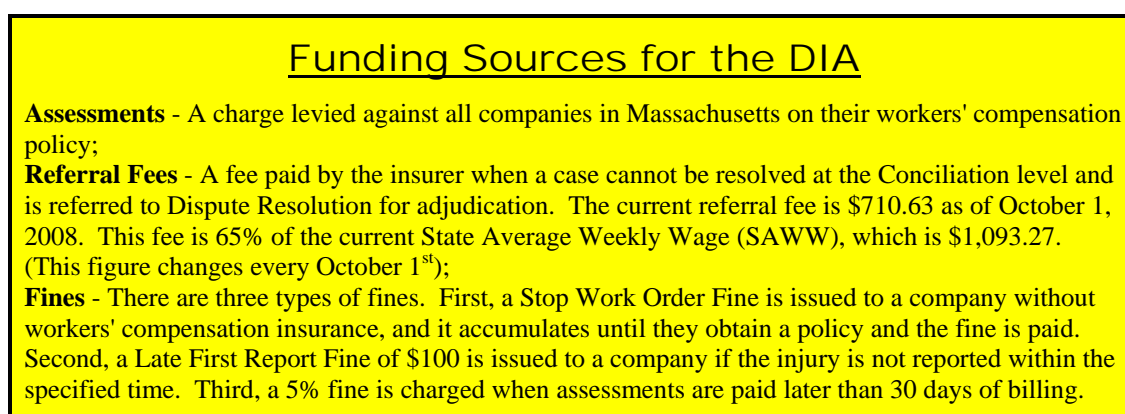 Funding Sources for the DIA
Assessments - A charge levied against all companies in Massachusetts on their workers' compensation
policy;
Referral Fees - A fee paid by the insurer when a case cannot be resolved at the Conciliation level and
is referred to Dispute Resolution for adjudication.  The current referral fee is $710.63 as of October 1,
2008.  This fee is 65% of the current State Average Weekly Wage (SAWW), which is $1,093.27.
(This figure changes every October 1st);
Fines - There are three types of fines.  First, a Stop Work Order Fine is issued to a company without
workers' compensation insurance, and it accumulates until they obtain a policy and the fine is paid.
Second, a Late First Report Fine of $100 is issued to a company if the injury is not reported within the
specified time.  Third, a 5% fine is charged when assessments are paid later than 30 days of billing.